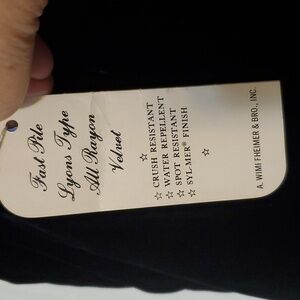 Fast Pile
Lyons Type
All Rayon
Velvet
☆
☆ CRUSH RESISTANT
☆ WATER REPELLENT
☆ SPOT RESISTANT
☆ SYL-MER® FINISH
☆
A. WIMPFHEIMER & BRO., INC.